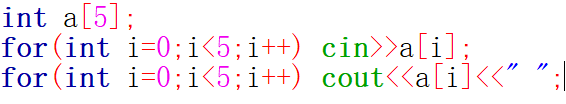 int a[5];
for(int i=0;i<5;i++) cin>>a[i];
for(int i=0;i<5;i++) cout<<a[i]<<" ";